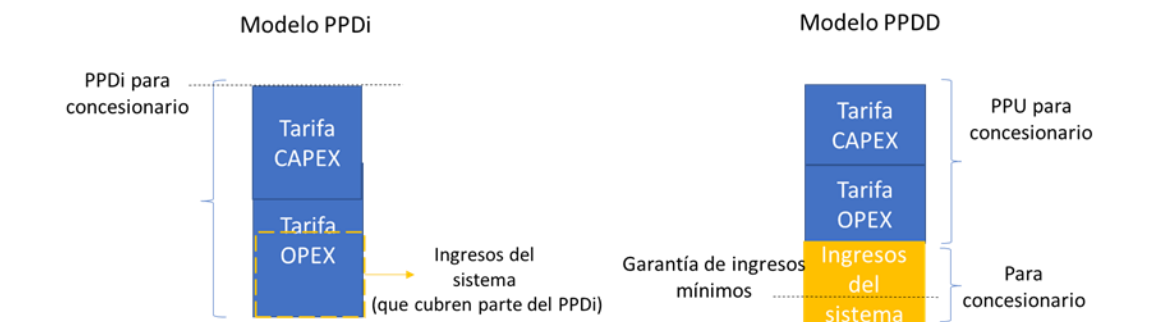 Modelo PPDi
PPDi para
concesionario
Tarifa
CAPEX
Tarifa
OPEX
Ingresos del
sistema
(que cubren parte del PPDi)
Modelo PPDD
Tarifa
CAPEX
Tarifa
OPEX
PPU para
concesionario
Garantía de ingresos
mínimos
Ingresos
del
sistema
Para
concesionario